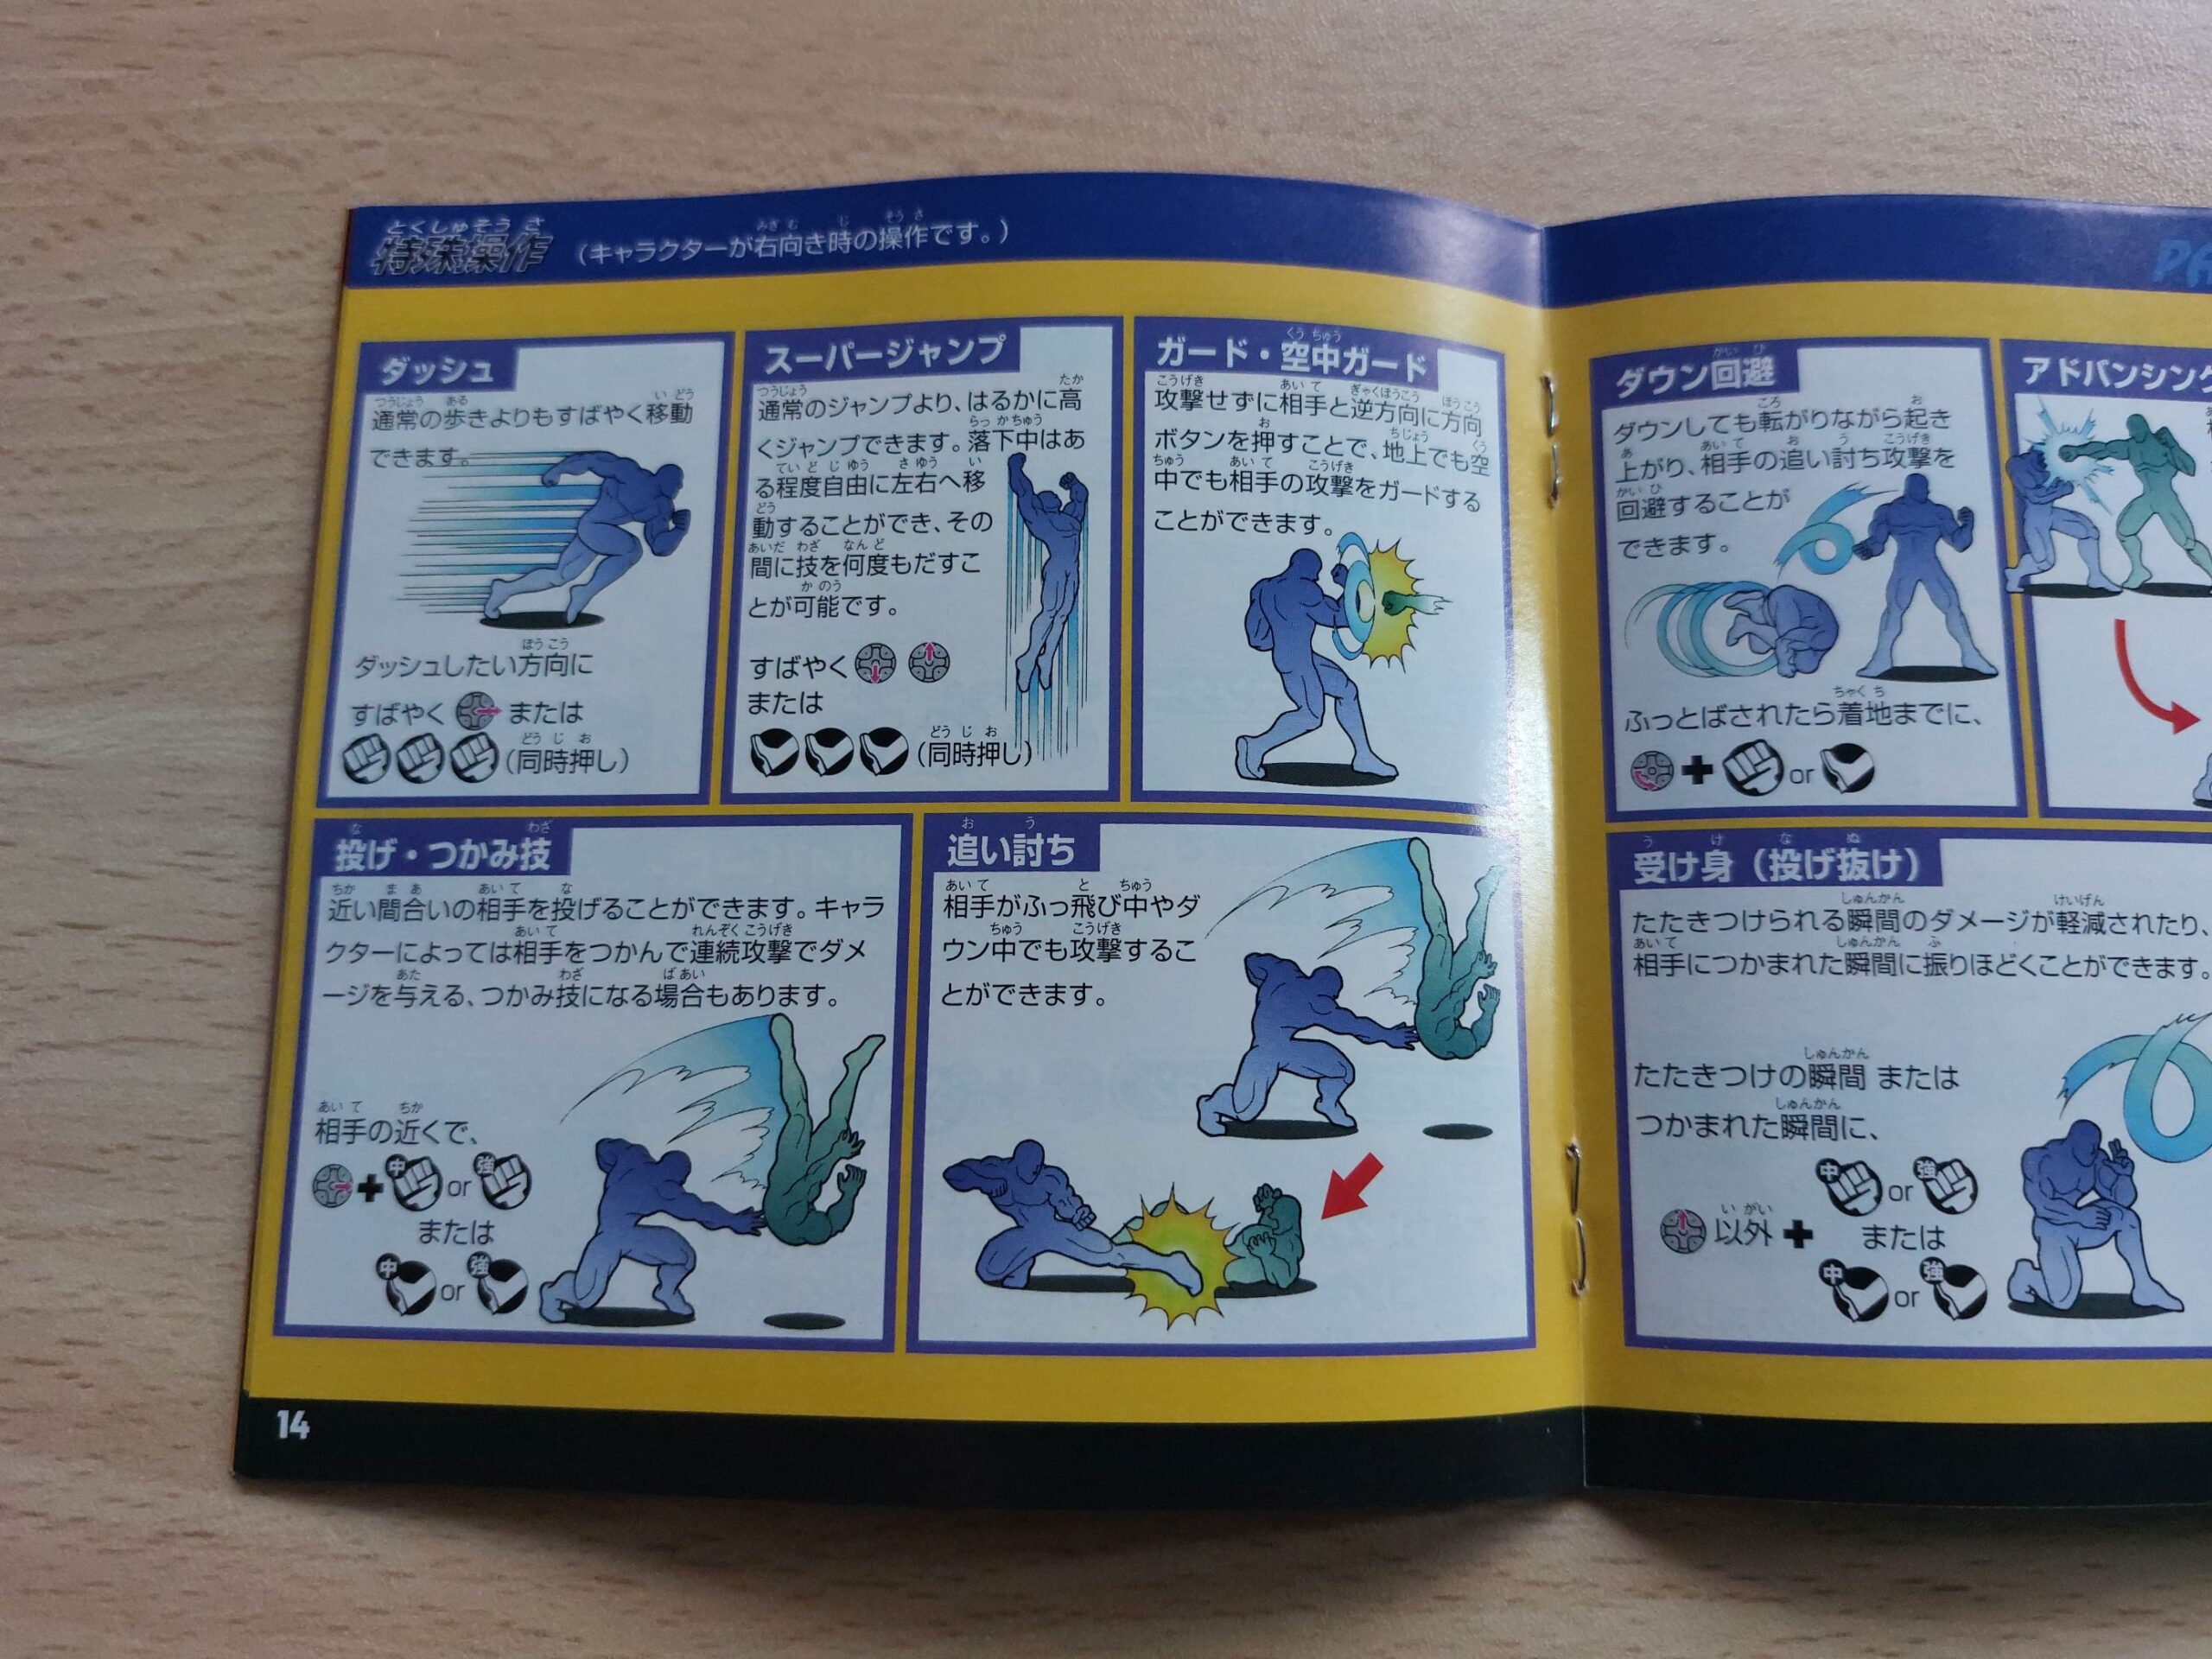 特殊操作 (キャラクターが右向き時の操作です。)
ダッシュ
通常の歩きよりもすばやく移動
できます。
ダッシュしたい方向に
すばやく または
(同時押し)
スーパージャンプ
通常のジャンプより、はるかに高
くジャンプできます。落下中はあ
る程度自由に左右へ移
動することができ、その
間に技を何度もだすこ
とが可能です。
すばやく
または
(同時押し)
ガード・空中ガード
攻撃せずに相手と逆方向に方向
ボタンを押すことで、地上でも空
中でも相手の攻撃をガードする
ことができます。
投げ・つかみ技
近い間合いの相手を投げることができます。キャラ
クターによっては相手をつかんで連続攻撃でダメ
ージを与える、つかみ技になる場合もあります。
相手の近くで、
+ 中 or 強
または
中 or 強
追い討ち
相手がふっ飛び中やダ
ウン中でも攻撃するこ
とができます。
14
ダウン回避
ダウンしても転がりながら起き
上がり、相手の追い討ち攻撃を
回避することが
できます。
ふっとばされたら着地までに、
+ or
アドバンシング
受け身(投げ抜け)
たたきつけられる瞬間のダメージが軽減されたり、
相手につかまれた瞬間に振りほどくことができます。
たたきつけの瞬間 または
つかまれた瞬間に、
中 or 強
以外 + または
中 or 強